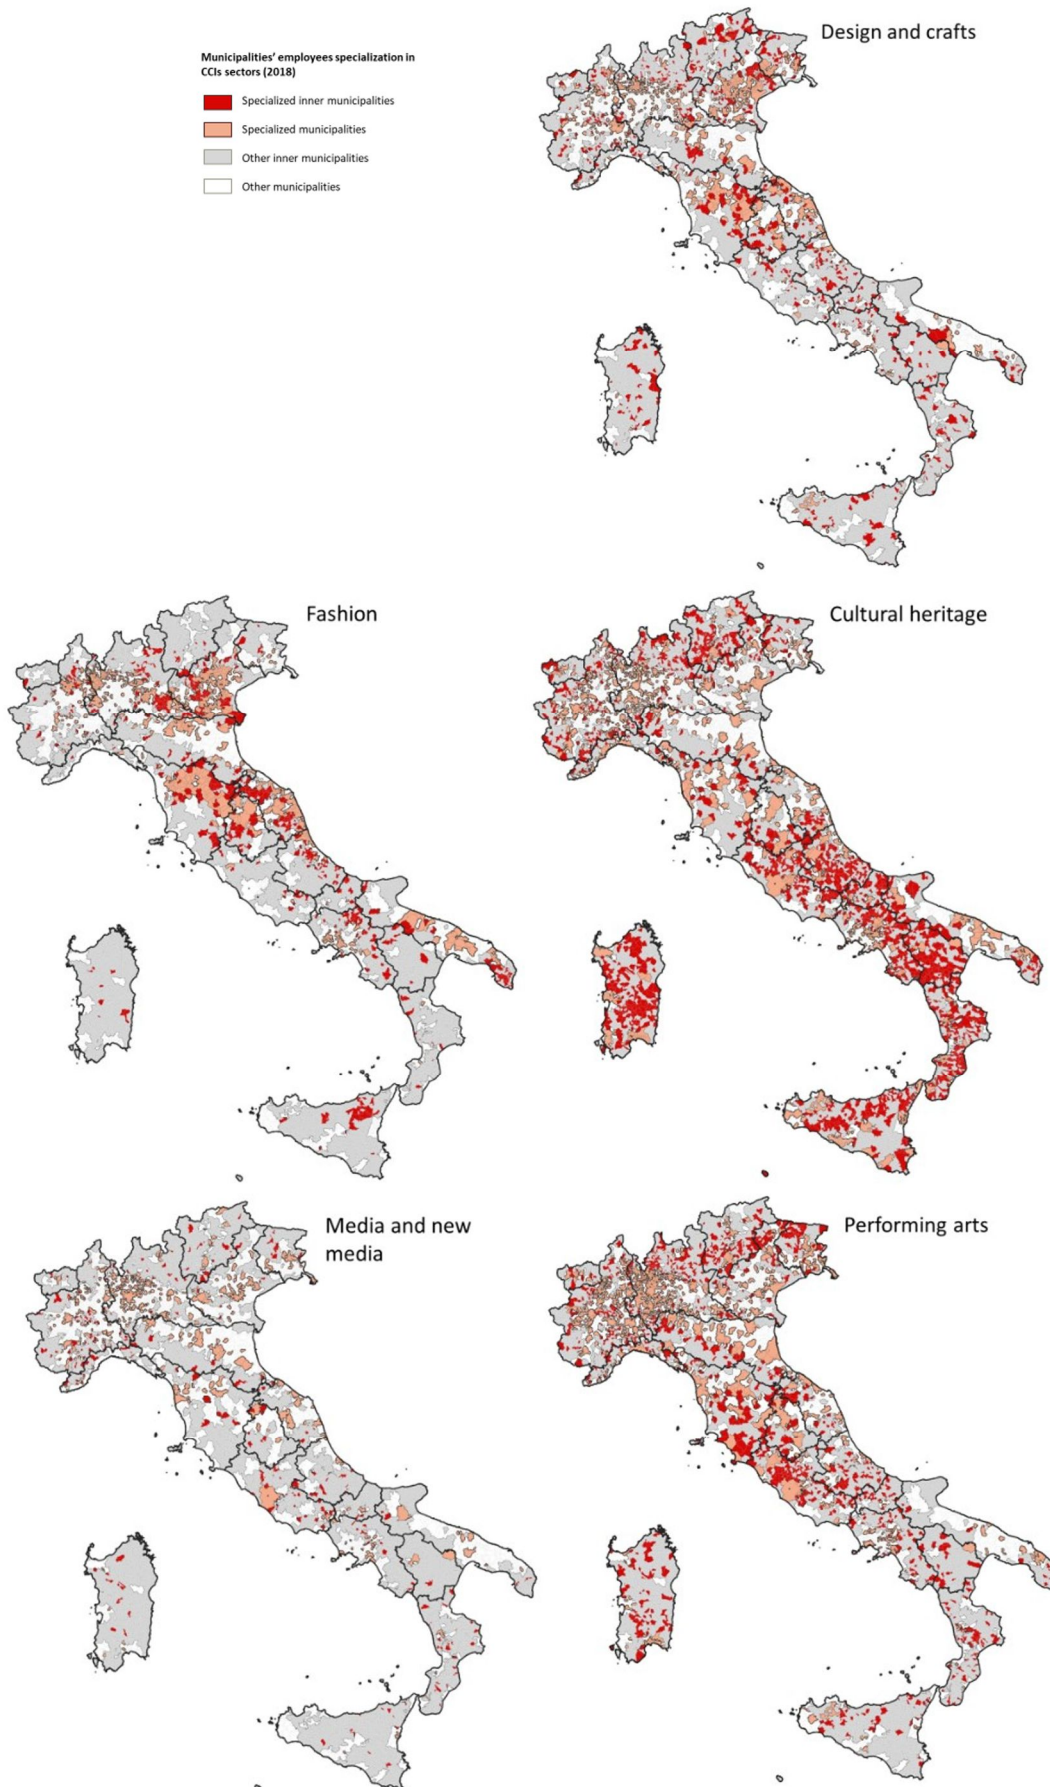 Design and crafts
Municipalities' employees specialization in
CCIs sectors (2018)
Specialized inner municipalities
Specialized municipalities
Other inner municipalities
Other municipalities
Fashion
Cultural heritage
Media and new
media
Performing arts